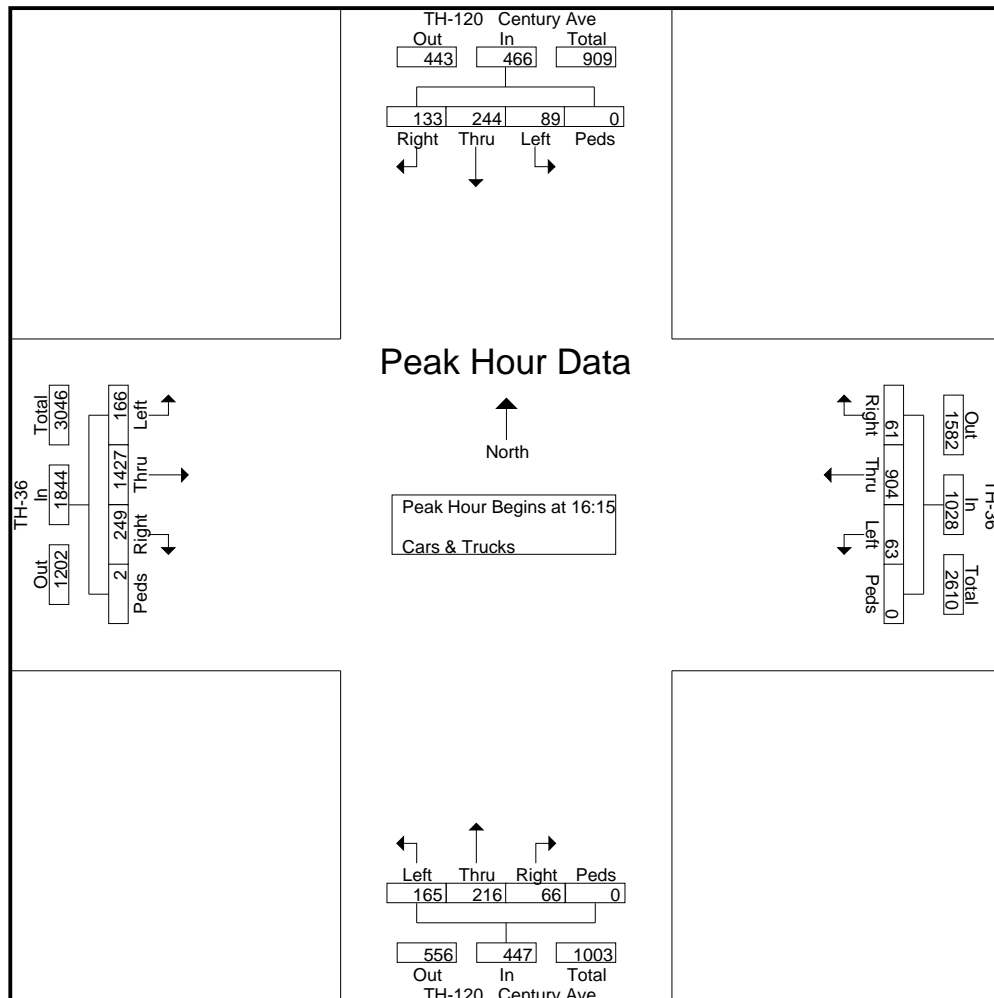 TH-120 Century Ave
Out In Total
443 466 909
133 244 89 0
Right Thru Left Peds
Peak Hour Data
North
Peak Hour Begins at 16:15
Cars & Trucks
TH-36
Total In Out
3046 1844 1202
166 1427 249 2
Left Thru Right Peds
TH-36
Out In Total
1582 1028 2610
61 904 63 0
Right Thru Left Peds
Left Thru Right Peds
165 216 66 0
556 447 1003
Out In Total
TH-120 Century Ave